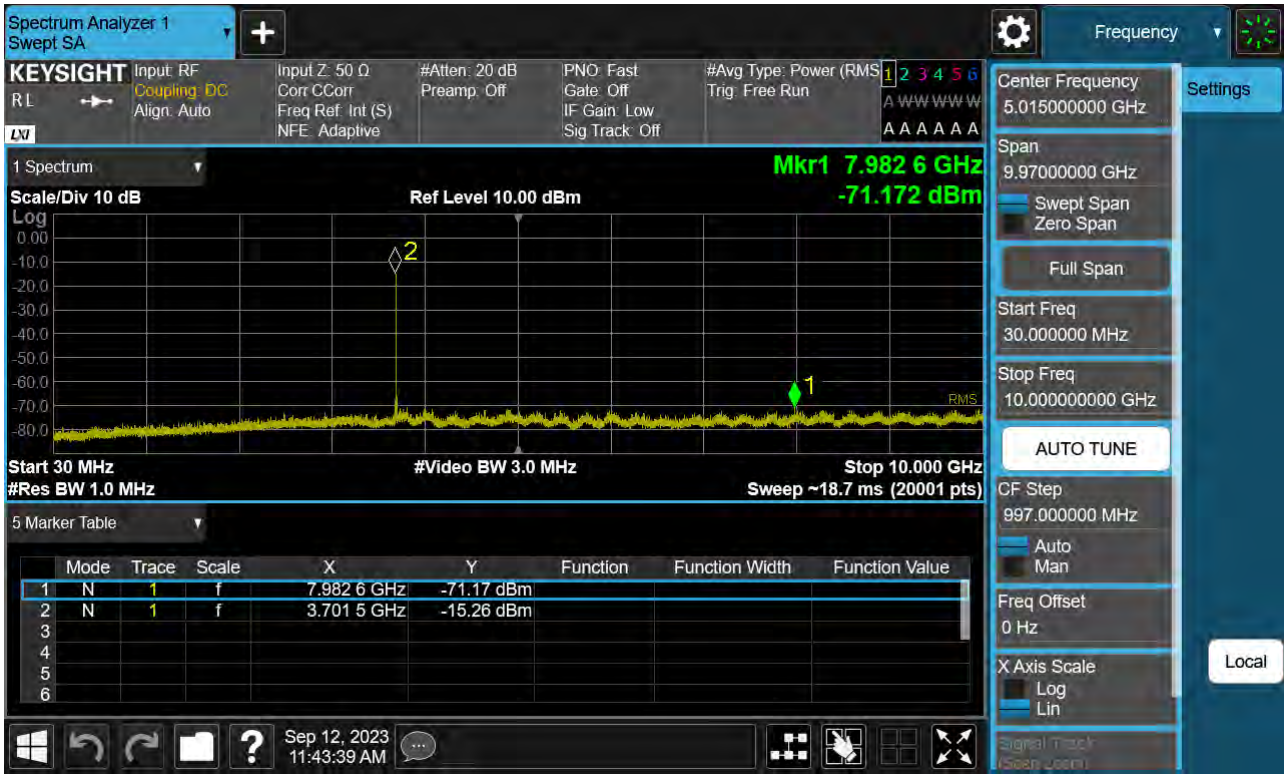 Spectrum Analyzer 1
Swept SA
+
Frequency
KEYSIGHT
RL
LXI
Input: RF
Coupling: DC
Align: Auto
Input Z: 50 Ω
Corr CCorr
Freq Ref: Int (S)
NFE: Adaptive
#Atten: 20 dB
Preamp: Off
PNO: Fast
Gate: Off
IF Gain: Low
Sig Track: Off
#Avg Type: Power (RMS
Trig: Free Run
1 2 3 4 5 6
A W W W W W
A A A A A A
1 Spectrum
Scale/Div 10 dB
Ref Level 10.00 dBm
Mkr1 7.982 6 GHz
-71.172 dBm
Log
0.00
-10.0
-20.0
-30.0
-40.0
-50.0
-60.0
-70.0
-80.0
2
1
RMS
Start 30 MHz
#Video BW 3.0 MHz
Stop 10.000 GHz
#Res BW 1.0 MHz
Sweep ~18.7 ms (20001 pts)
5 Marker Table
Mode Trace Scale X Y Function Function Width Function Value
1 N 1 f 7.982 6 GHz -71.17 dBm
2 N 1 f 3.701 5 GHz -15.26 dBm
3
4
5
6
Sep 12, 2023
11:43:39 AM
?
Center Frequency
5.015000000 GHz
Span
9.97000000 GHz
Swept Span
Zero Span
Full Span
Start Freq
30.000000 MHz
Stop Freq
10.000000000 GHz
AUTO TUNE
CF Step
997.000000 MHz
Auto
Man
Freq Offset
0 Hz
X Axis Scale
Log
Lin
Signal Track
(Span Zoom)
Settings
Local